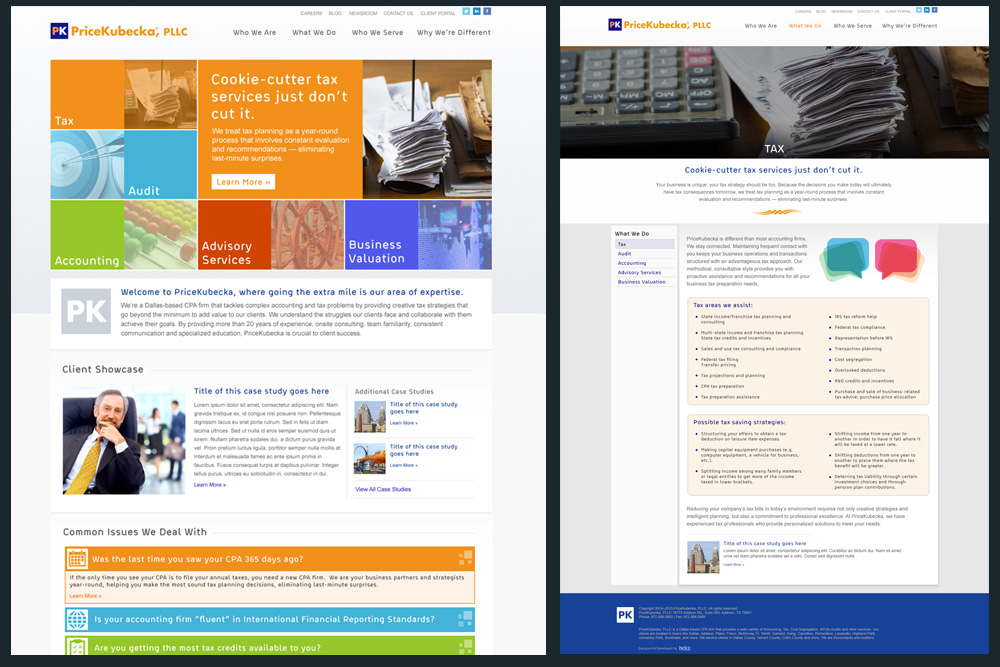 CAREERS BLOG NEWSROOM CONTACT US CLIENT PORTAL
PK PriceKubecka, PLLC
Who We Are What We Do Who We Serve Why We're Different
Tax
Audit
Accounting
Cookie-cutter tax
services just don't
cut it.
We treat tax planning as a year-round
process that involves constant evaluation
and recommendations — eliminating
last-minute surprises.
Learn More ››
Advisory
Services
Business
Valuation
PK
Welcome to PriceKubecka, where going the extra mile is our area of expertise.
We're a Dallas-based CPA firm that tackles complex accounting and tax problems by providing creative tax strategies that
go beyond the minimum to add value to our clients. We understand the struggles our clients face and collaborate with them
achieve their goals. By providing more than 20 years of experience, onsite consulting, team familiarity, consistent
communication and specialized education, PriceKubecka is crucial to client success.
Client Showcase
Title of this case study goes here
Lorem ipsum dolor sit amet, consectetur adipiscing elit. Nam
gravida tristique ex, id congue nisi posuere non. Pellentesque
dignissim lacus eu erat porta rutrum. Sed in felis ut diam
lacinia ultrices. Sed ut nulla id eros semper euismod quis ut
lorem. Nullam pharetra sodales dui, a dictum purus gravida
vel. Proin pretium luctus ligula, porttitor semper nulla mollis at.
Interdum et malesuada fames ac ante ipsum primis in
faucibus. Fusce consequat turpis at dapibus pulvinar. Integer
tellus purus, ultrices eu sollicitudin in, consectetur in dui.
Learn More »
Additional Case Studies
Title of this case study
goes here
Learn More »
Title of this case study
goes here
Learn More »
View All Case Studies
Common Issues We Deal With
Was the last time you saw your CPA 365 days ago?
If the only time you see your CPA is to file your annual taxes, you need a new CPA firm. We are your business partners and strategists
year-round, helping you make the most sound tax planning decisions, eliminating last-minute surprises.
Learn More »
Is your accounting firm "fluent" in International Financial Reporting Standards?
Are you getting the most tax credits available to you?
CAREERS BLOG NEWSROOM CONTACT US CLIENT PORTAL
PK PriceKubecka, PLLC
Who We Are What We Do Who We Serve Why We're Different
TAX
Cookie-cutter tax services just don't cut it.
Your business is unique; your tax strategy should be too. Because the decisions you make today will ultimately
have tax consequences tomorrow, we treat tax planning as a year-round process that involves constant
evaluation and recommendations — eliminating last-minute surprises.
What We Do
Tax
Audit
Accounting
Advisory Services
Business Valuation
PriceKubecka is different than most accounting firms.
We stay connected. Maintaining frequent contact with
you keeps your business operations and transactions
structured with an advantageous tax approach. Our
methodical, consultative style provides you with
proactive assistance and recommendations for all your
business tax preparation needs.
Tax areas we assist:
State income/franchise tax planning and
consulting
Multi-state income and franchise tax planning
State tax credits and incentives
Sales and use tax consulting and compliance
Federal tax filing
Transfer pricing
Tax projections and planning
CPA tax preparation
Tax preparation assistance
IRS tax reform help
Federal tax compliance
Representation before IRS
Transaction planning
Cost segregation
Overlooked deductions
R&D credits and incentives
Purchase and sale of business-related
tax advice; purchase price allocation
Possible tax saving strategies:
Structuring your affairs to obtain a tax
deduction on leisure item expenses
Making capital equipment purchases (e.g.
computer equipment, a vehicle for business,
etc.).
Splitting income among many family members
or legal entities to get more of the income
taxed in lower brackets.
Shifting income from one year to
another in order to have it fall where it
will be taxed at a lower rate.
Shifting deductions from one year to
another to place them where the tax
benefit will be greater.
Deferring tax liability through certain
investment choices and through
pension plan contributions.
Reducing your company's tax bills in today's environment requires not only creative strategies and
intelligent planning, but also a commitment to professional excellence. At PriceKubecka, we have
experienced tax professionals who provide personalized solutions to meet your needs.
Title of this case study goes here
Lorem ipsum dolor sit amet, consectetur adipiscing elit. Curabitur ac dictum dui. Nam sit amet
urna vel diam pharetra mattis vel ut odio. Donec sed dignissim nulla.
Learn More »
PK